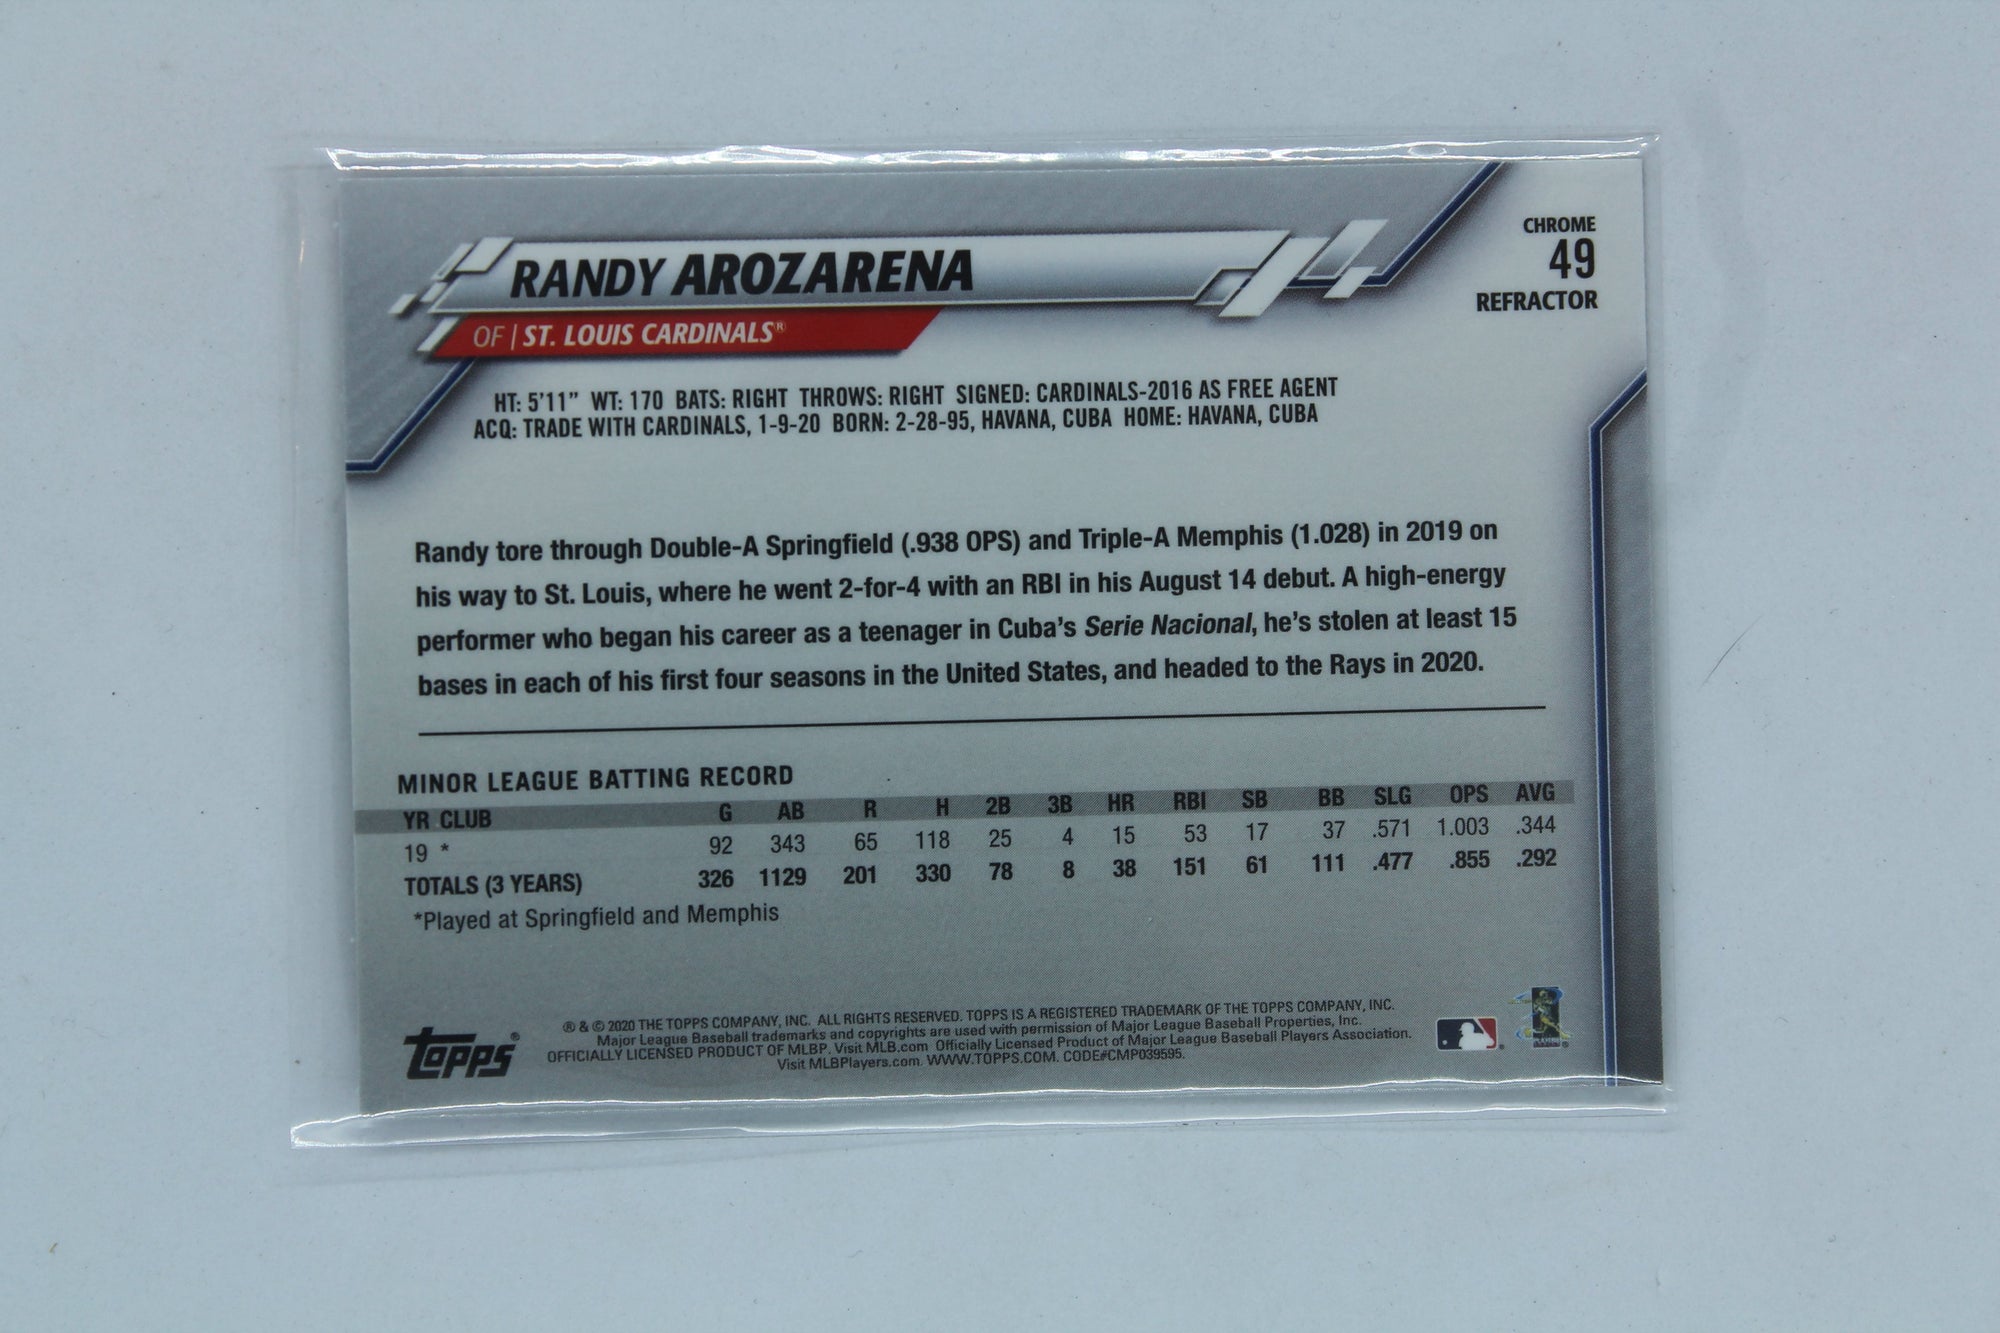 CHROME
49
REFRACTOR
RANDY AROZARENA
OF | ST. LOUIS CARDINALS®
HT: 5'11" WT: 170 BATS: RIGHT THROWS: RIGHT SIGNED: CARDINALS-2016 AS FREE AGENT
ACQ: TRADE WITH CARDINALS, 1-9-20 BORN: 2-28-95, HAVANA, CUBA HOME: HAVANA, CUBA
Randy tore through Double-A Springfield (.938 OPS) and Triple-A Memphis (1.028) in 2019 on
his way to St. Louis, where he went 2-for-4 with an RBI in his August 14 debut. A high-energy
performer who began his career as a teenager in Cuba's Serie Nacional, he's stolen at least 15
bases in each of his first four seasons in the United States, and headed to the Rays in 2020.
MINOR LEAGUE BATTING RECORD
YR CLUB G AB R H 2B 3B HR RBI SB BB SLG OPS AVG
19 * 92 343 65 118 25 4 15 53 17 37 .571 1.003 .344
TOTALS (3 YEARS) 326 1129 201 330 78 8 38 151 61 111 .477 .855 .292
*Played at Springfield and Memphis
Topps®
® & © 2020 THE TOPPS COMPANY, INC. ALL RIGHTS RESERVED. TOPPS IS A REGISTERED TRADEMARK OF THE TOPPS COMPANY, INC.
Major League Baseball trademarks and copyrights are used with permission of Major League Baseball Properties, Inc.
OFFICIALLY LICENSED PRODUCT OF MLBP. Visit MLB.com Officially Licensed Product of Major League Baseball Players Association.
Visit MLBPlayers.com. WWW.TOPPS.COM. CODE#CMP039595.